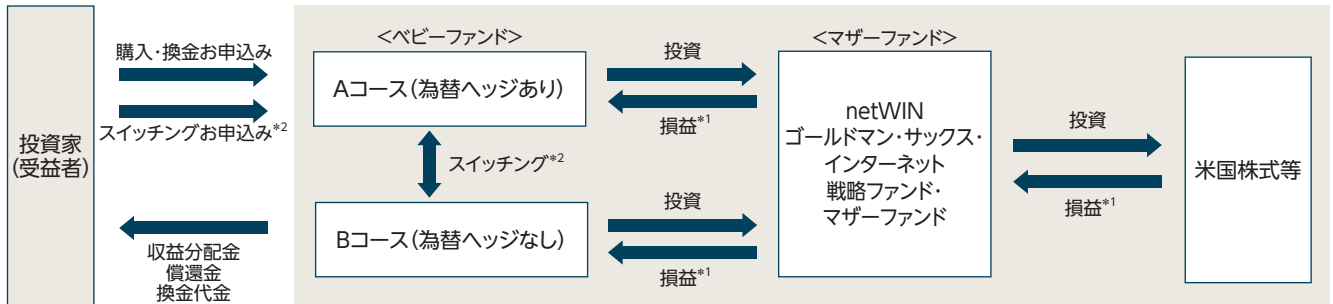 投資家
(受益者)
購入・換金お申込み
スイッチングお申込み*2
収益分配金
償還金
換金代金
<ベビーファンド>
Aコース(為替ヘッジあり)
スイッチング*2
Bコース(為替ヘッジなし)
投資
損益*1
投資
損益*1
<マザーファンド>
netWIN
ゴールドマン・サックス・
インターネット
戦略ファンド・
マザーファンド
投資
損益*1
米国株式等